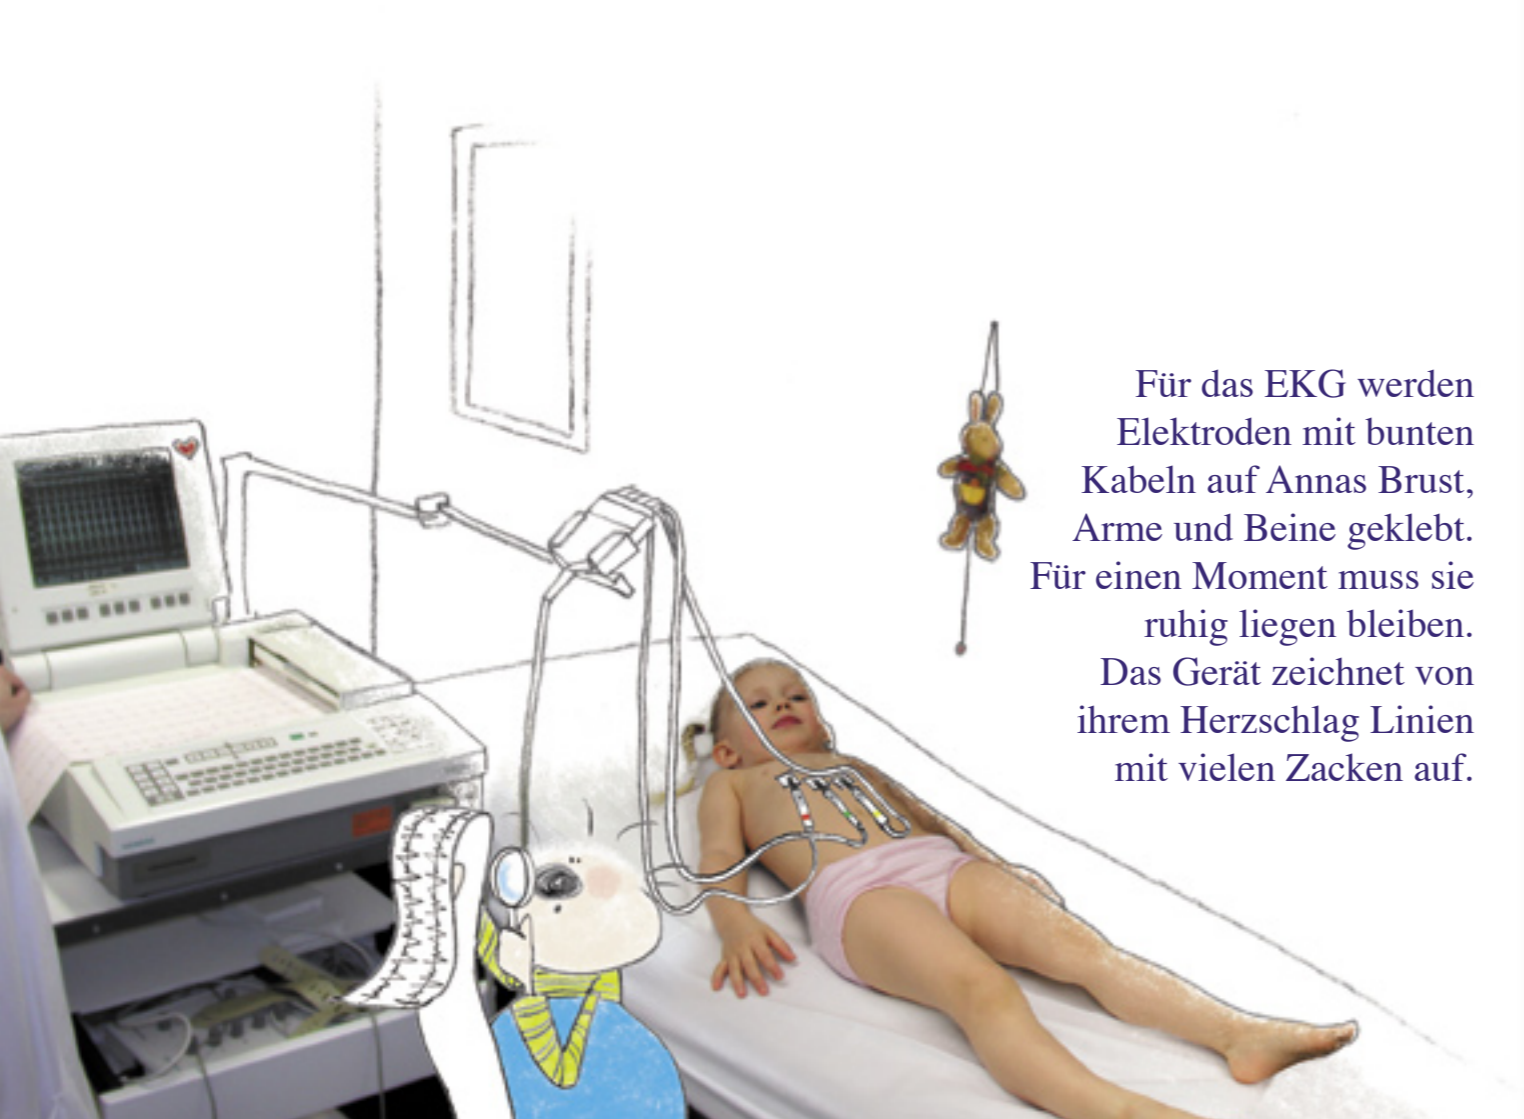 Für das EKG werden
Elektroden mit bunten
Kabeln auf Annas Brust,
Arme und Beine geklebt.
Für einen Moment muss sie
ruhig liegen bleiben.
Das Gerät zeichnet von
ihrem Herzschlag Linien
mit vielen Zacken auf.